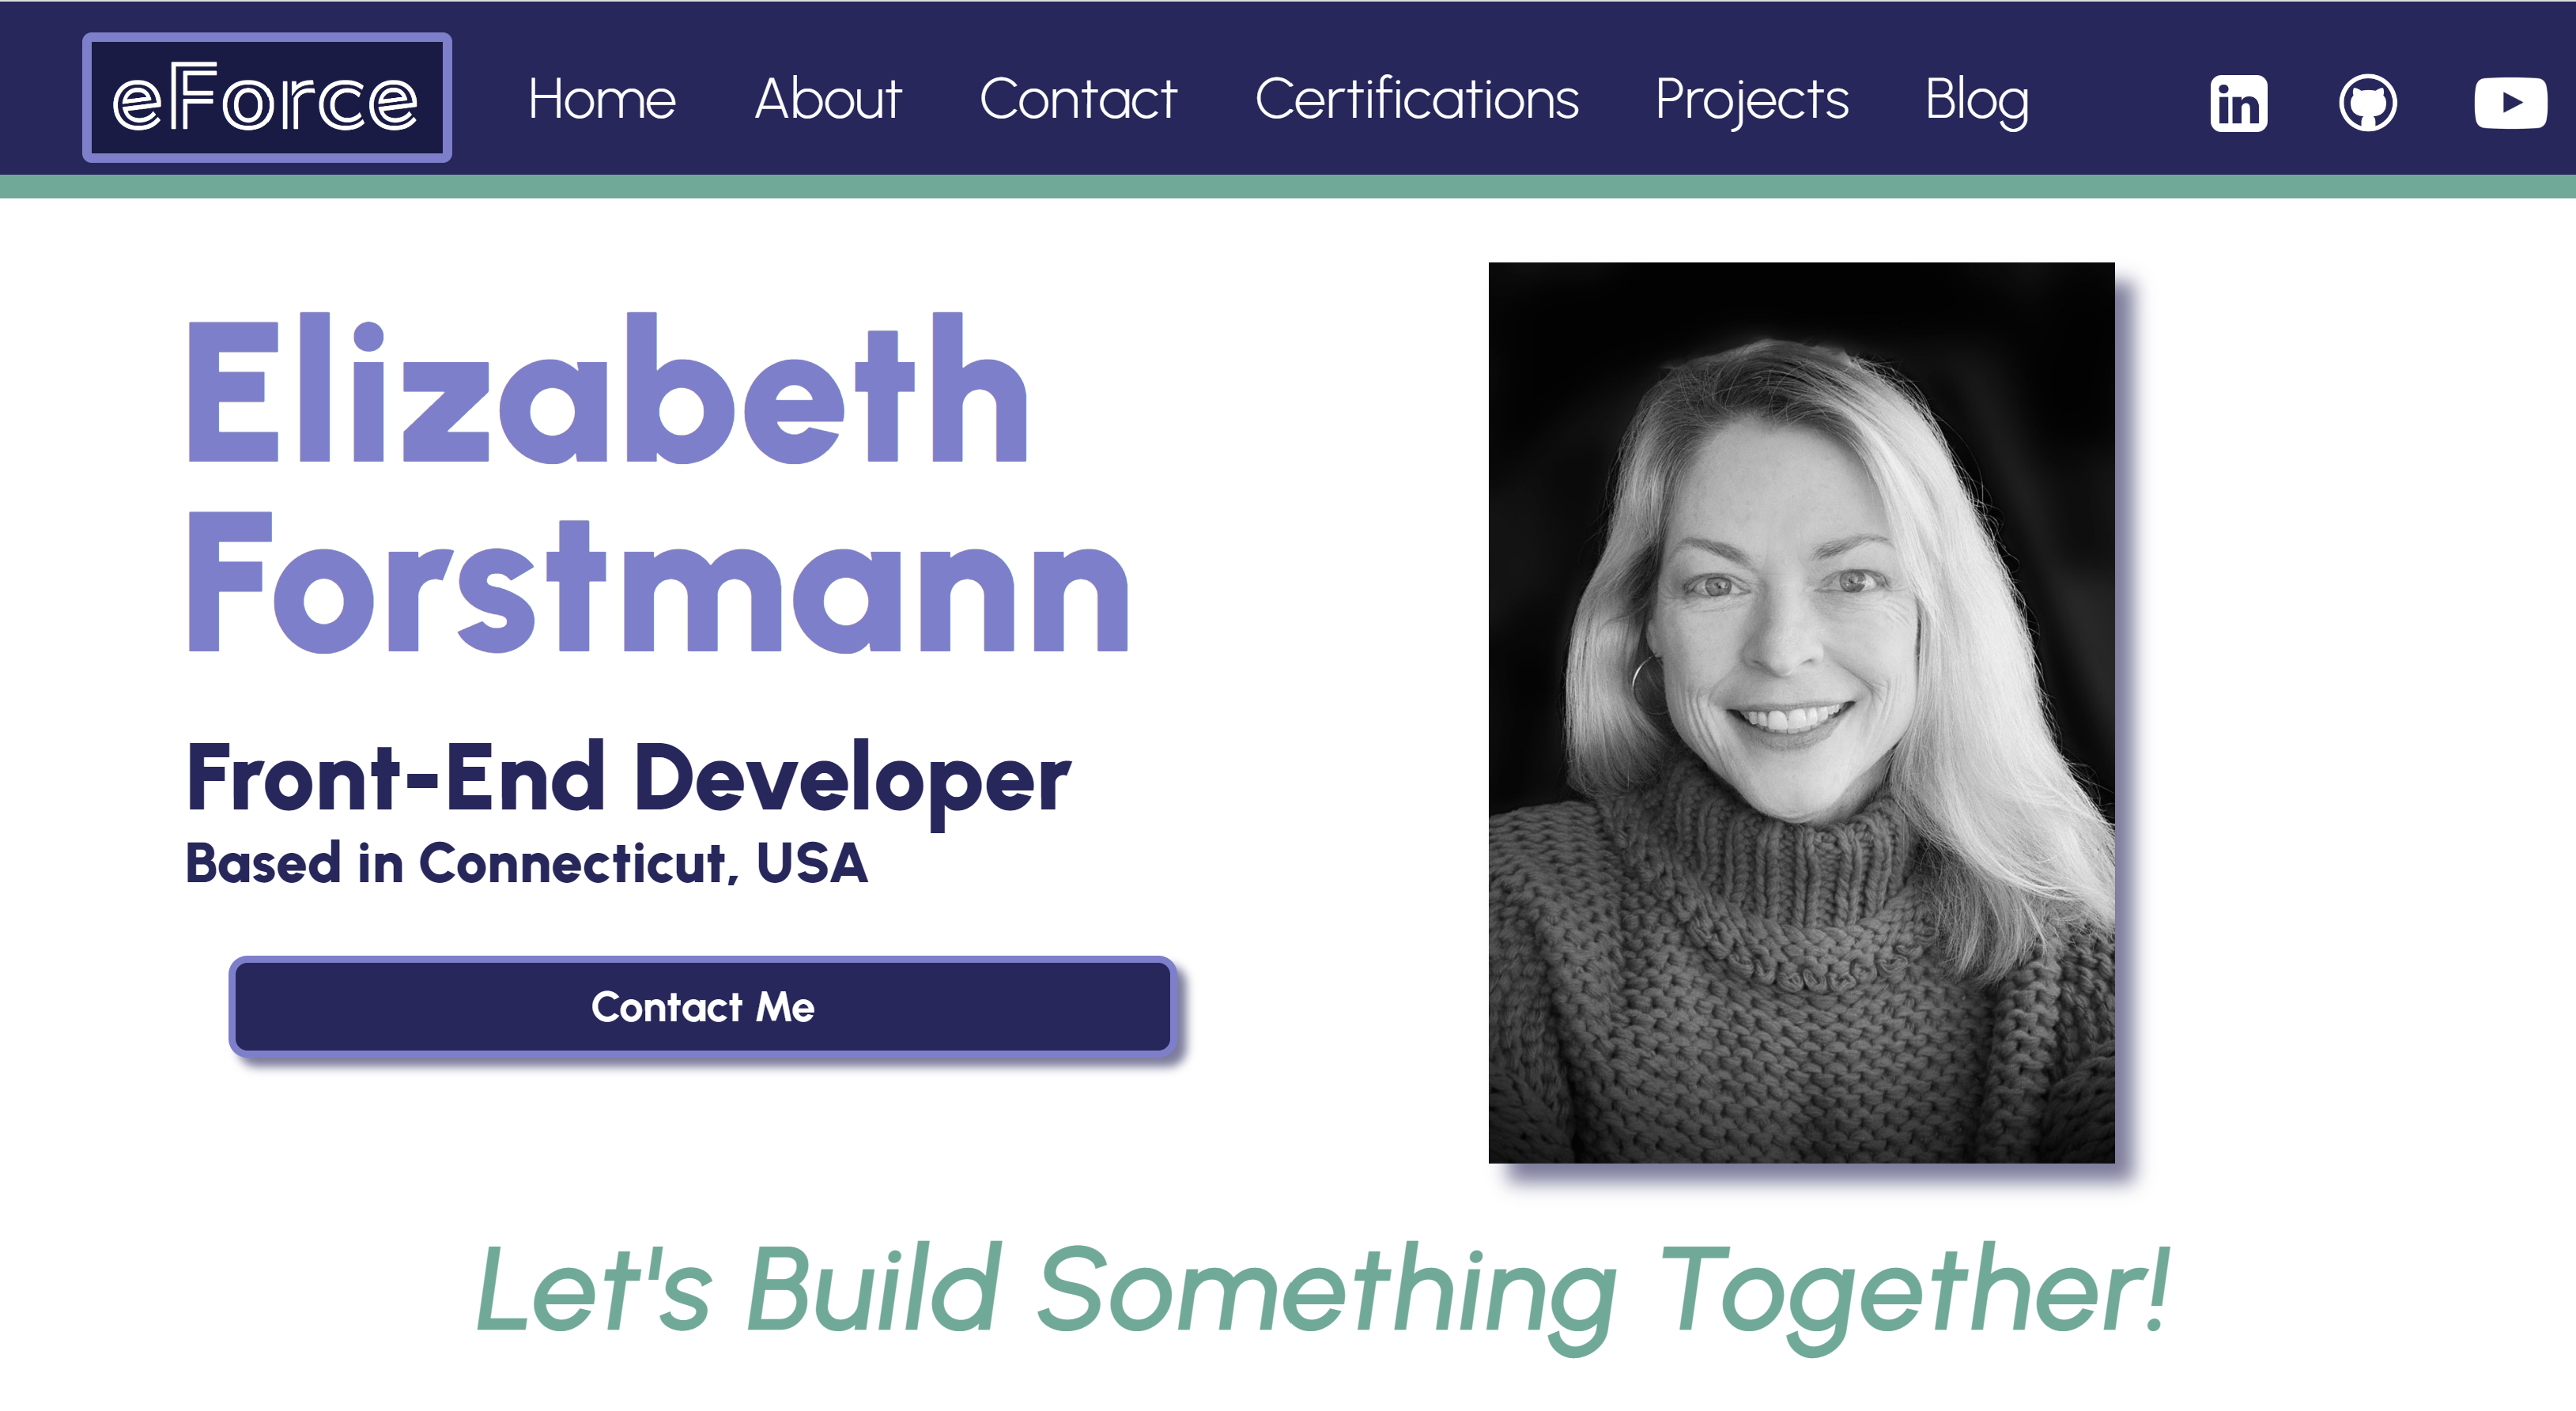 eForce
Home About Contact Certifications Projects Blog
in
Elizabeth
Forstmann
Front-End Developer
Based in Connecticut, USA
Contact Me
Let's Build Something Together!